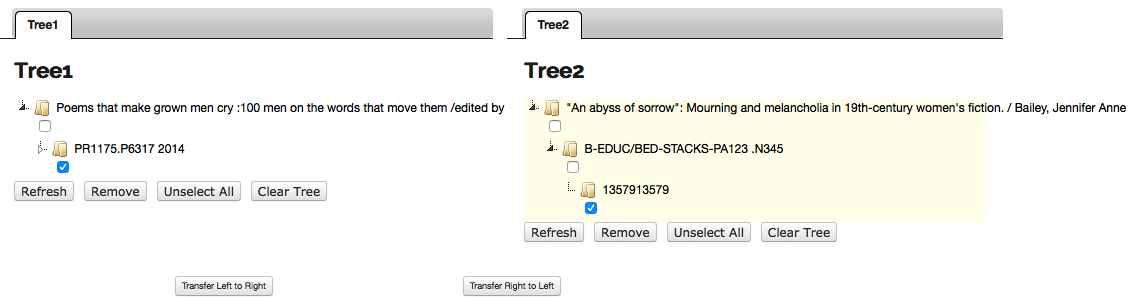 Tree1
Tree2
Tree1
Poems that make grown men cry :100 men on the words that move them /edited by
PR1175.P6317 2014
Refresh
Remove
Unselect All
Clear Tree
Tree2
"An abyss of sorrow": Mourning and melancholia in 19th-century women's fiction. / Bailey, Jennifer Anne
B-EDUC/BED-STACKS-PA123 .N345
1357913579
Refresh
Remove
Unselect All
Clear Tree
Transfer Left to Right
Transfer Right to Left